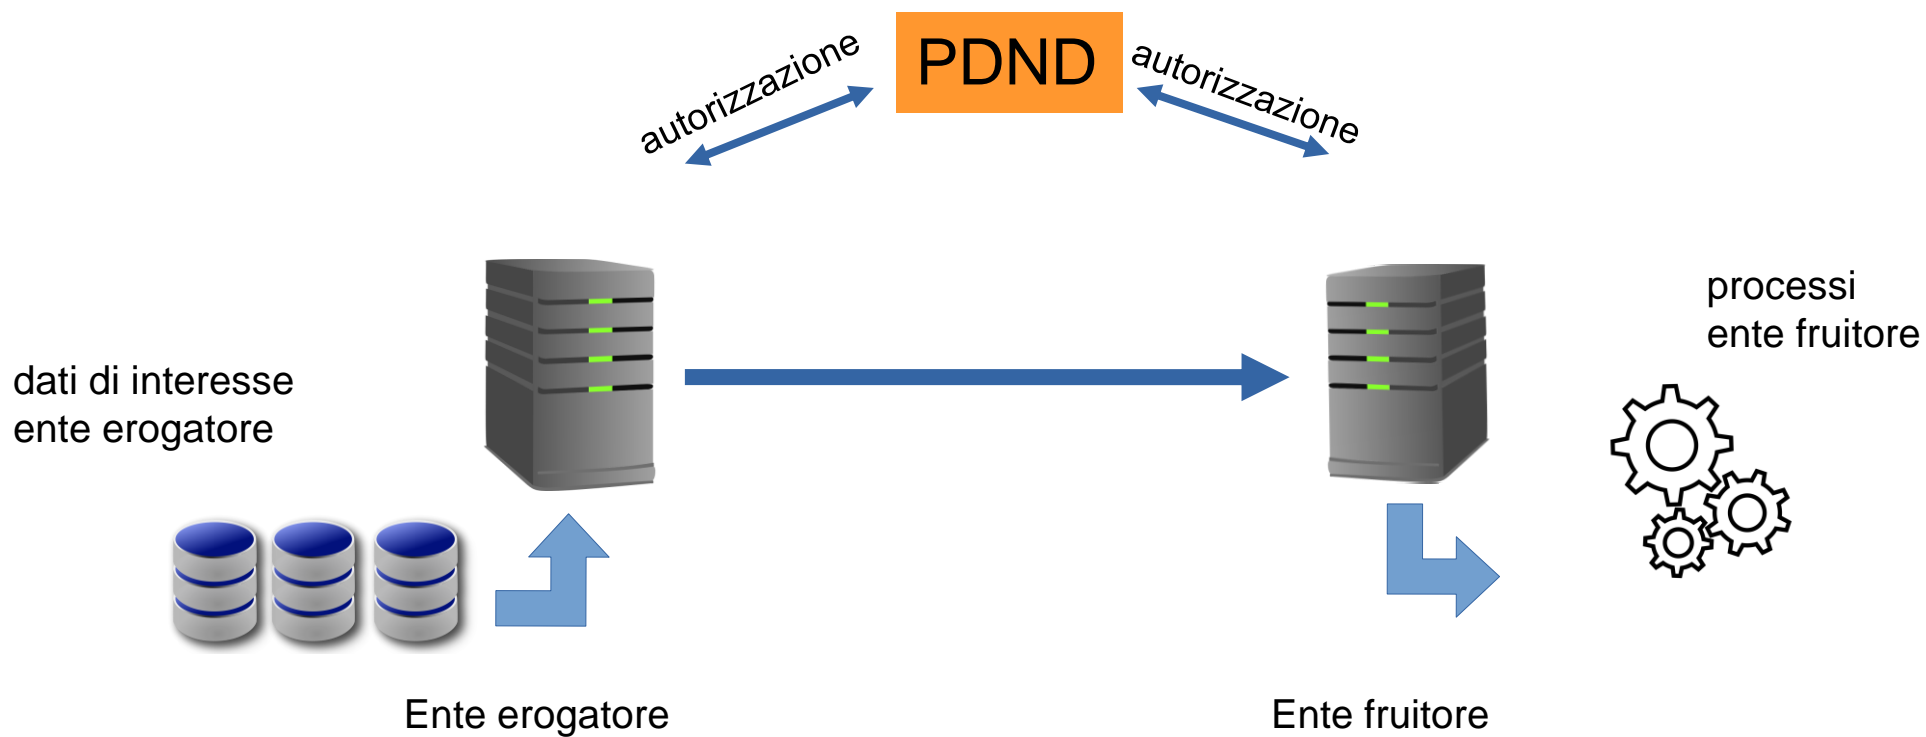 autorizzazione
PDND
autorizzazione
processi
ente fruitore
dati di interesse
ente erogatore
Ente erogatore
Ente fruitore